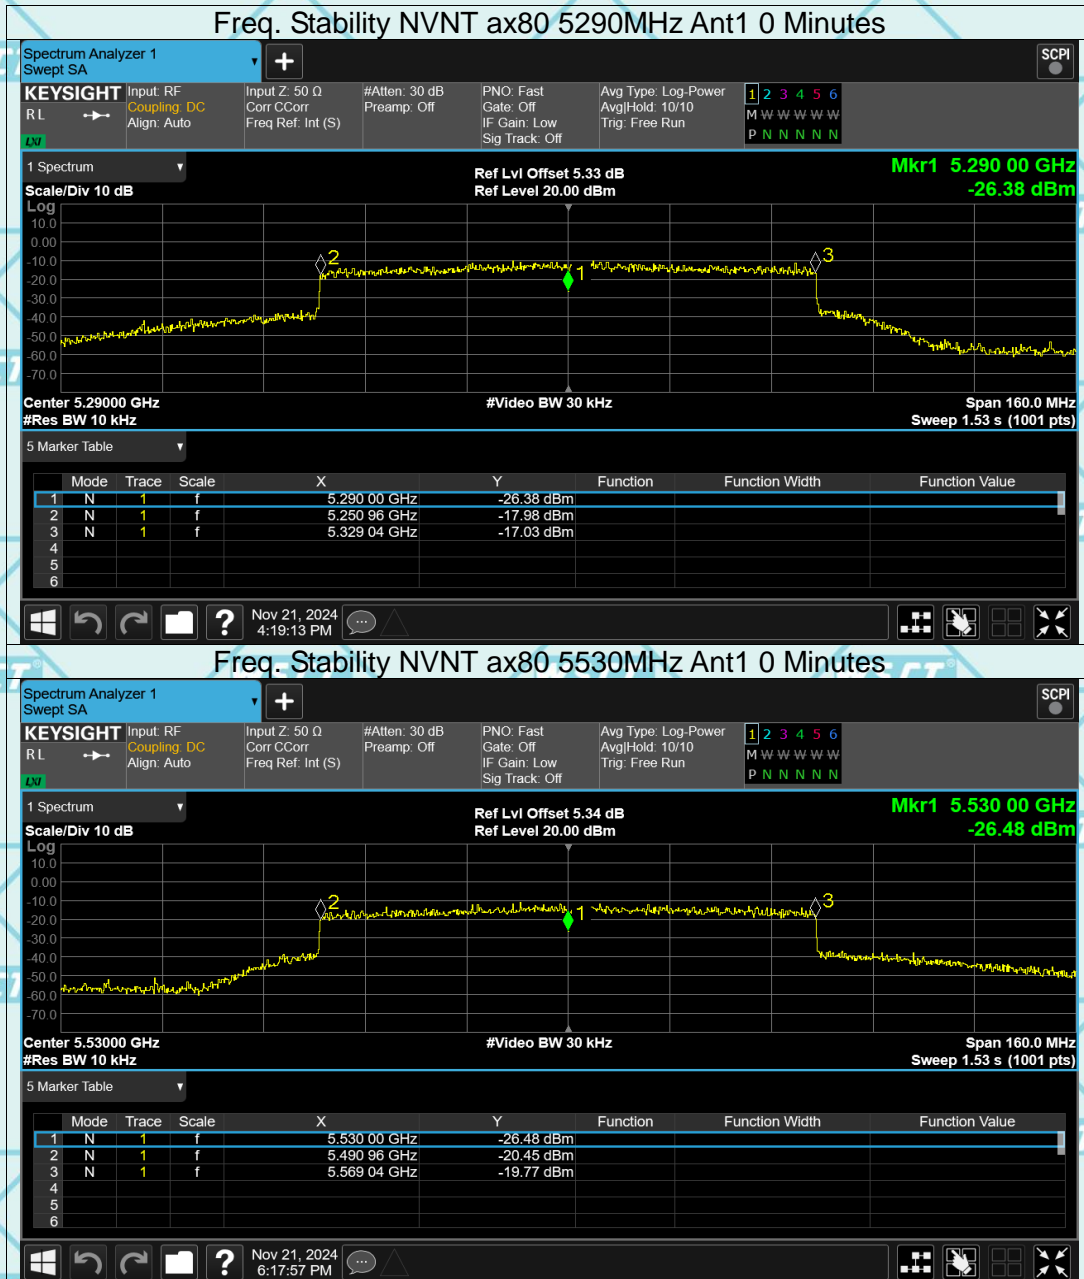 Freq. Stability NVNT ax80 5290MHz Ant1 0 Minutes
Spectrum Analyzer 1
Swept SA
+
SCPI
KEYSIGHT
RL
LXI
Input: RF
Coupling: DC
Align: Auto
Input Z: 50 Ω
Corr CCorr
Freq Ref: Int (S)
#Atten: 30 dB
Preamp: Off
PNO: Fast
Gate: Off
IF Gain: Low
Sig Track: Off
Avg Type: Log-Power
Avg|Hold: 10/10
Trig: Free Run
1 2 3 4 5 6
M W W W W W
P N N N N N
1 Spectrum
Scale/Div 10 dB
Ref Lvl Offset 5.33 dB
Ref Level 20.00 dBm
Mkr1 5.290 00 GHz
-26.38 dBm
Log
10.0
0.00
-10.0
-20.0
-30.0
-40.0
-50.0
-60.0
-70.0
2
1
3
Center 5.29000 GHz
#Video BW 30 kHz
Span 160.0 MHz
#Res BW 10 kHz
Sweep 1.53 s (1001 pts)
5 Marker Table
Mode Trace Scale X Y Function Function Width Function Value
1 N 1 f 5.290 00 GHz -26.38 dBm
2 N 1 f 5.250 96 GHz -17.98 dBm
3 N 1 f 5.329 04 GHz -17.03 dBm
4
5
6
?
Nov 21, 2024
4:19:13 PM
Freq. Stability NVNT ax80 5530MHz Ant1 0 Minutes
Spectrum Analyzer 1
Swept SA
+
SCPI
KEYSIGHT
RL
LXI
Input: RF
Coupling: DC
Align: Auto
Input Z: 50 Ω
Corr CCorr
Freq Ref: Int (S)
#Atten: 30 dB
Preamp: Off
PNO: Fast
Gate: Off
IF Gain: Low
Sig Track: Off
Avg Type: Log-Power
Avg|Hold: 10/10
Trig: Free Run
1 2 3 4 5 6
M W W W W W
P N N N N N
1 Spectrum
Scale/Div 10 dB
Ref Lvl Offset 5.34 dB
Ref Level 20.00 dBm
Mkr1 5.530 00 GHz
-26.48 dBm
Log
10.0
0.00
-10.0
-20.0
-30.0
-40.0
-50.0
-60.0
-70.0
2
1
3
Center 5.53000 GHz
#Video BW 30 kHz
Span 160.0 MHz
#Res BW 10 kHz
Sweep 1.53 s (1001 pts)
5 Marker Table
Mode Trace Scale X Y Function Function Width Function Value
1 N 1 f 5.530 00 GHz -26.48 dBm
2 N 1 f 5.490 96 GHz -20.45 dBm
3 N 1 f 5.569 04 GHz -19.77 dBm
4
5
6
?
Nov 21, 2024
6:17:57 PM